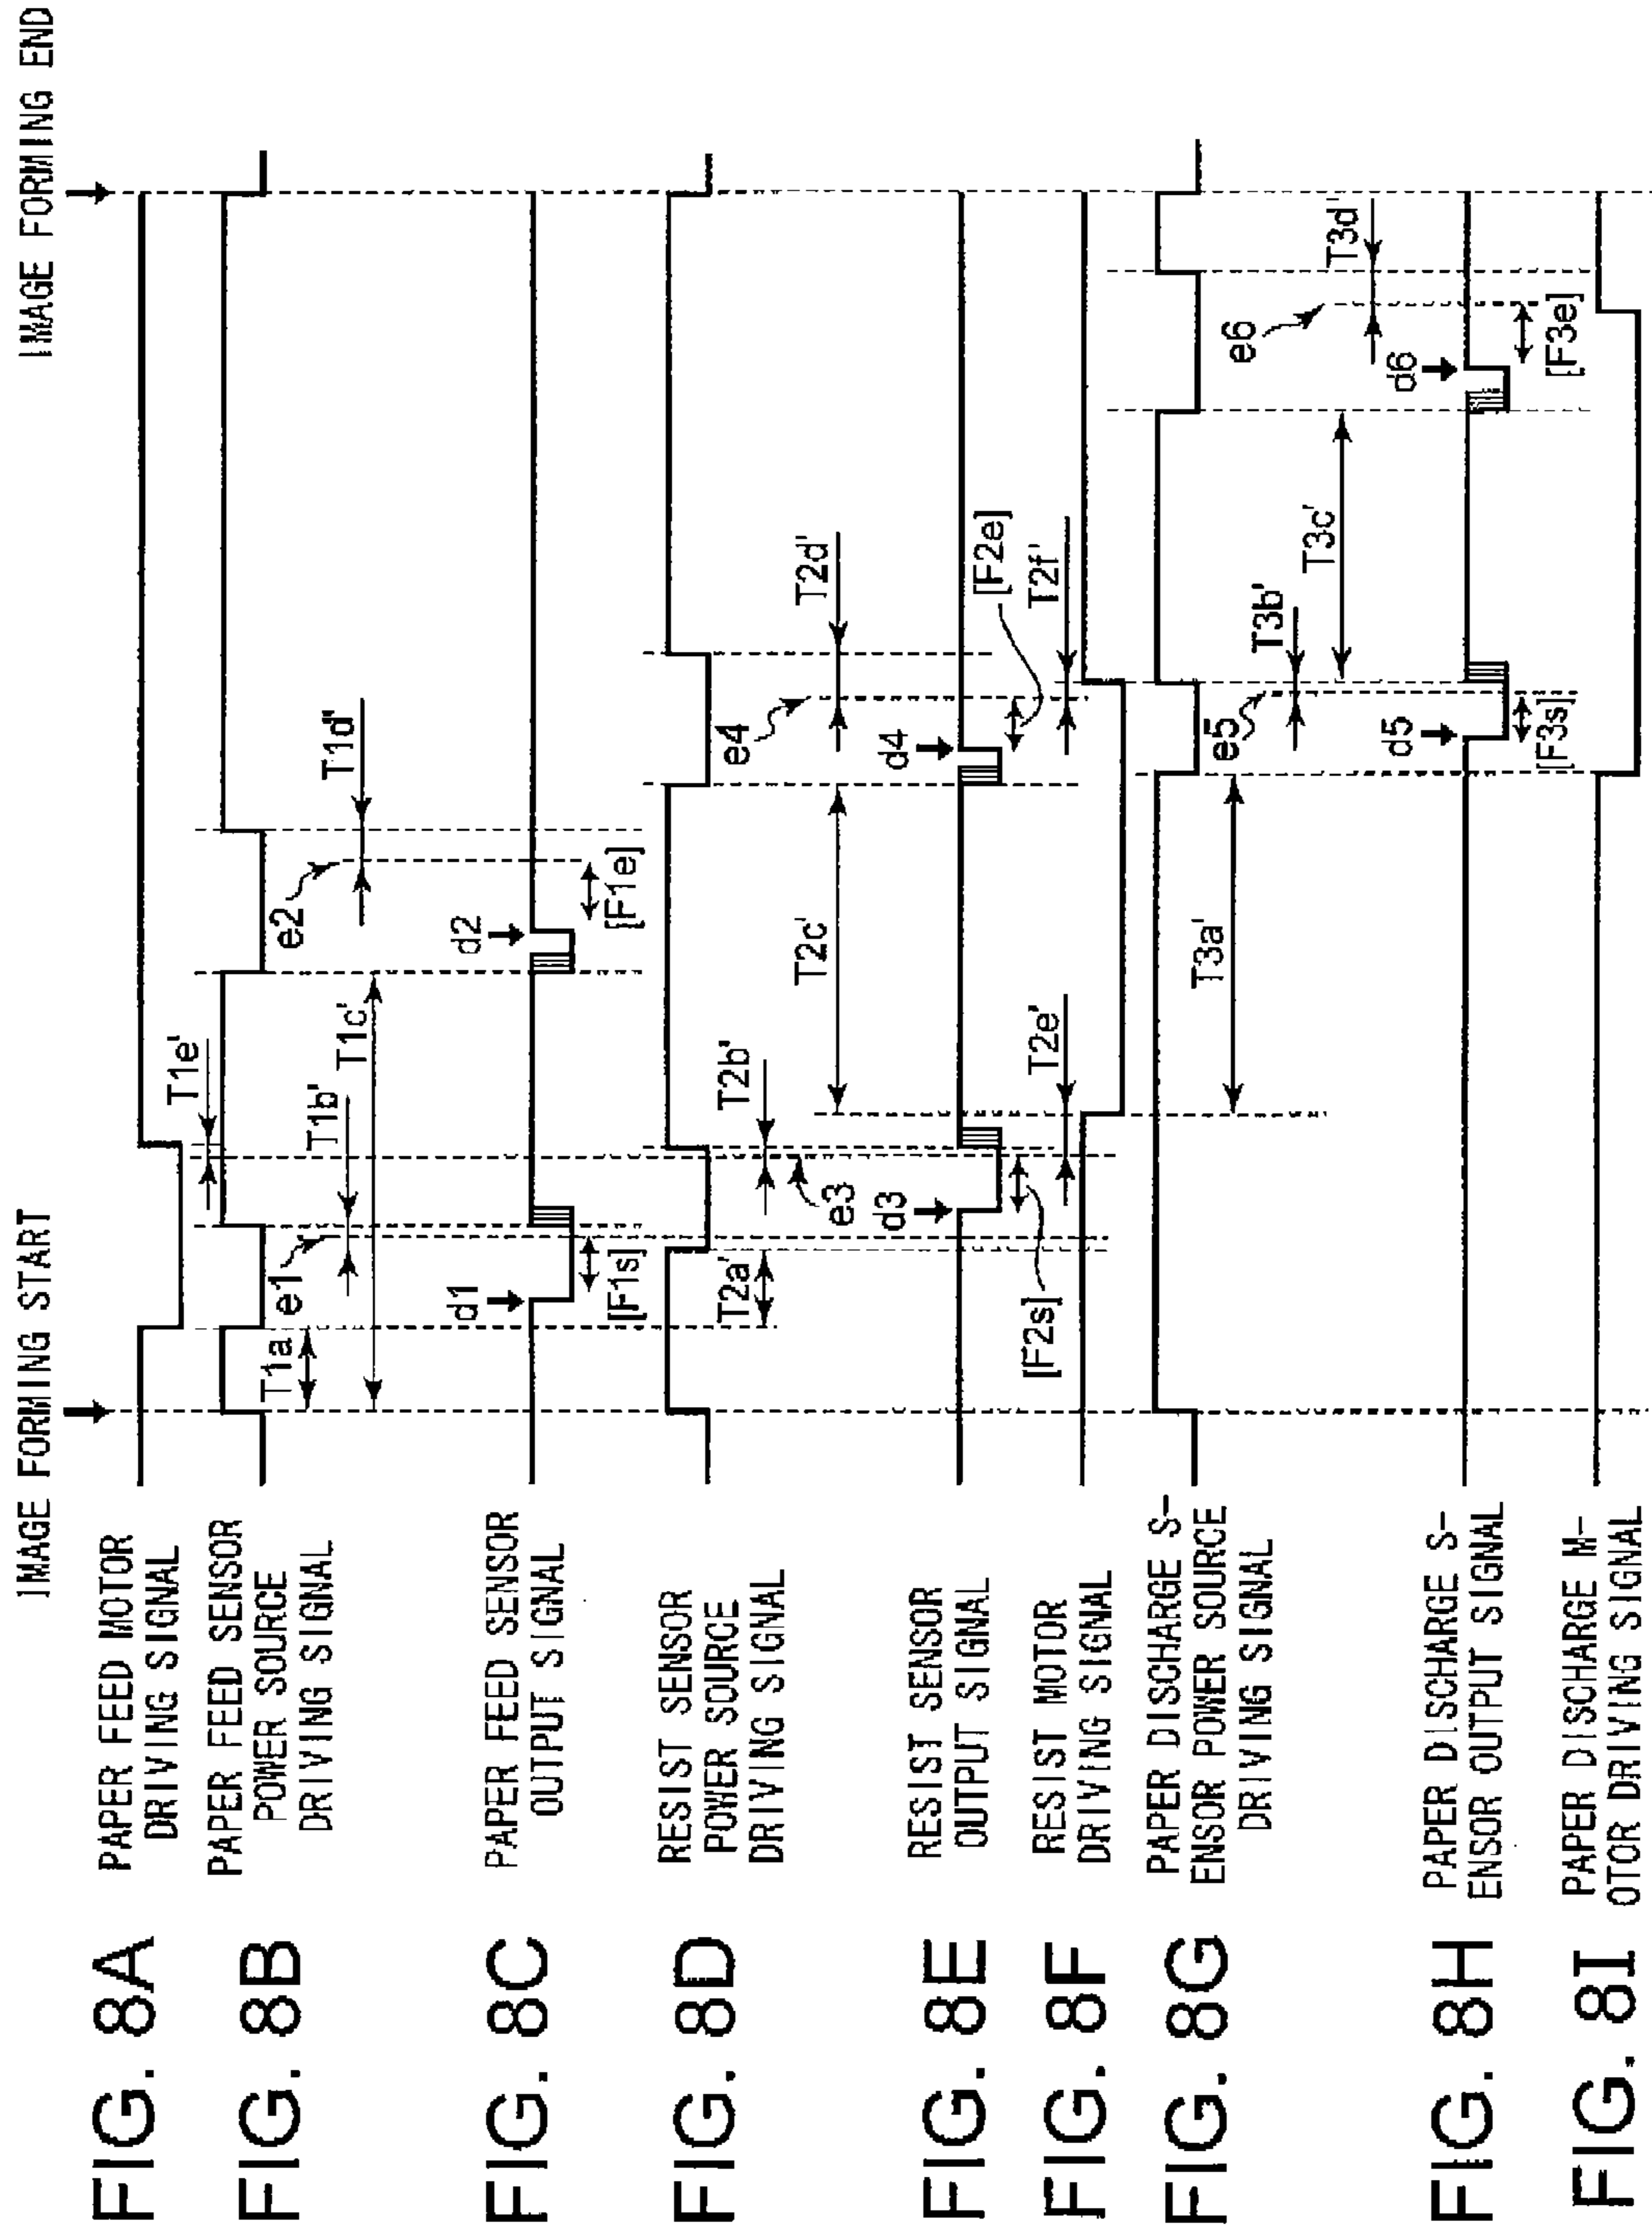 IMAGE FORMING START
IMAGE FORMING END
FIG. 8A
PAPER FEED MOTOR
DRIVING SIGNAL
T1e'
FIG. 8B
PAPER FEED SENSOR
POWER SOURCE
DRIVING SIGNAL
T1a
e1
T1b'
T1c'
e2
T1d'
FIG. 8C
PAPER FEED SENSOR
OUTPUT SIGNAL
d1
[F1s]
d2
[F1e]
FIG. 8D
RESIST SENSOR
POWER SOURCE
DRIVING SIGNAL
T2a'
T2b'
e3
T2c'
e4
T2d'
FIG. 8E
RESIST SENSOR
OUTPUT SIGNAL
d3
[F2s]
d4
[F2e]
FIG. 8F
RESIST MOTOR
DRIVING SIGNAL
T2e'
T2f'
FIG. 8G
PAPER DISCHARGE S-
ENSOR POWER SOURCE
DRIVING SIGNAL
T3a'
e5
T3b'
T3c'
e6
T3d'
FIG. 8H
PAPER DISCHARGE S-
ENSOR OUTPUT SIGNAL
d5
[F3s]
d6
[F3e]
FIG. 8I
PAPER DISCHARGE M-
OTOR DRIVING SIGNAL